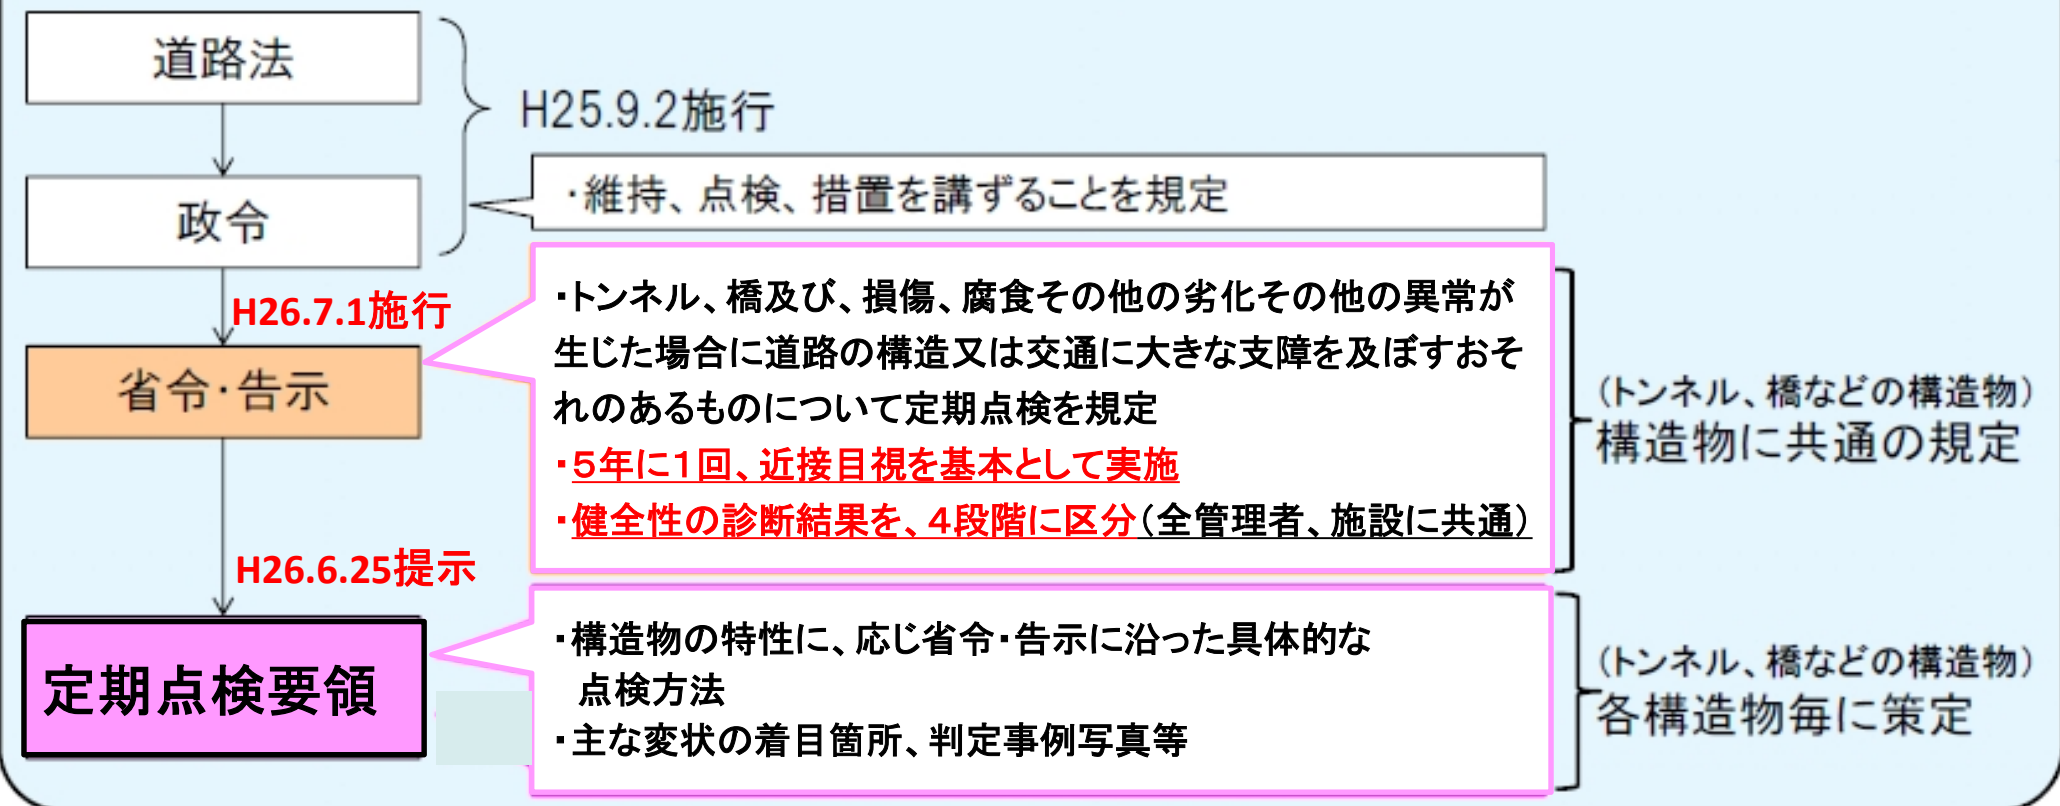 道路法
H25.9.2施行
政令
・維持、点検、措置を講ずることを規定
H26.7.1施行
省令・告示
・トンネル、橋及び、損傷、腐食その他の劣化その他の異常が
生じた場合に道路の構造又は交通に大きな支障を及ぼすおそ
れのあるものについて定期点検を規定
・５年に１回、近接目視を基本として実施
・健全性の診断結果を、４段階に区分（全管理者、施設に共通）
（トンネル、橋などの構造物）
構造物に共通の規定
H26.6.25提示
定期点検要領
・構造物の特性に、応じ省令・告示に沿った具体的な
点検方法
・主な変状の着目箇所、判定事例写真等
（トンネル、橋などの構造物）
各構造物毎に策定